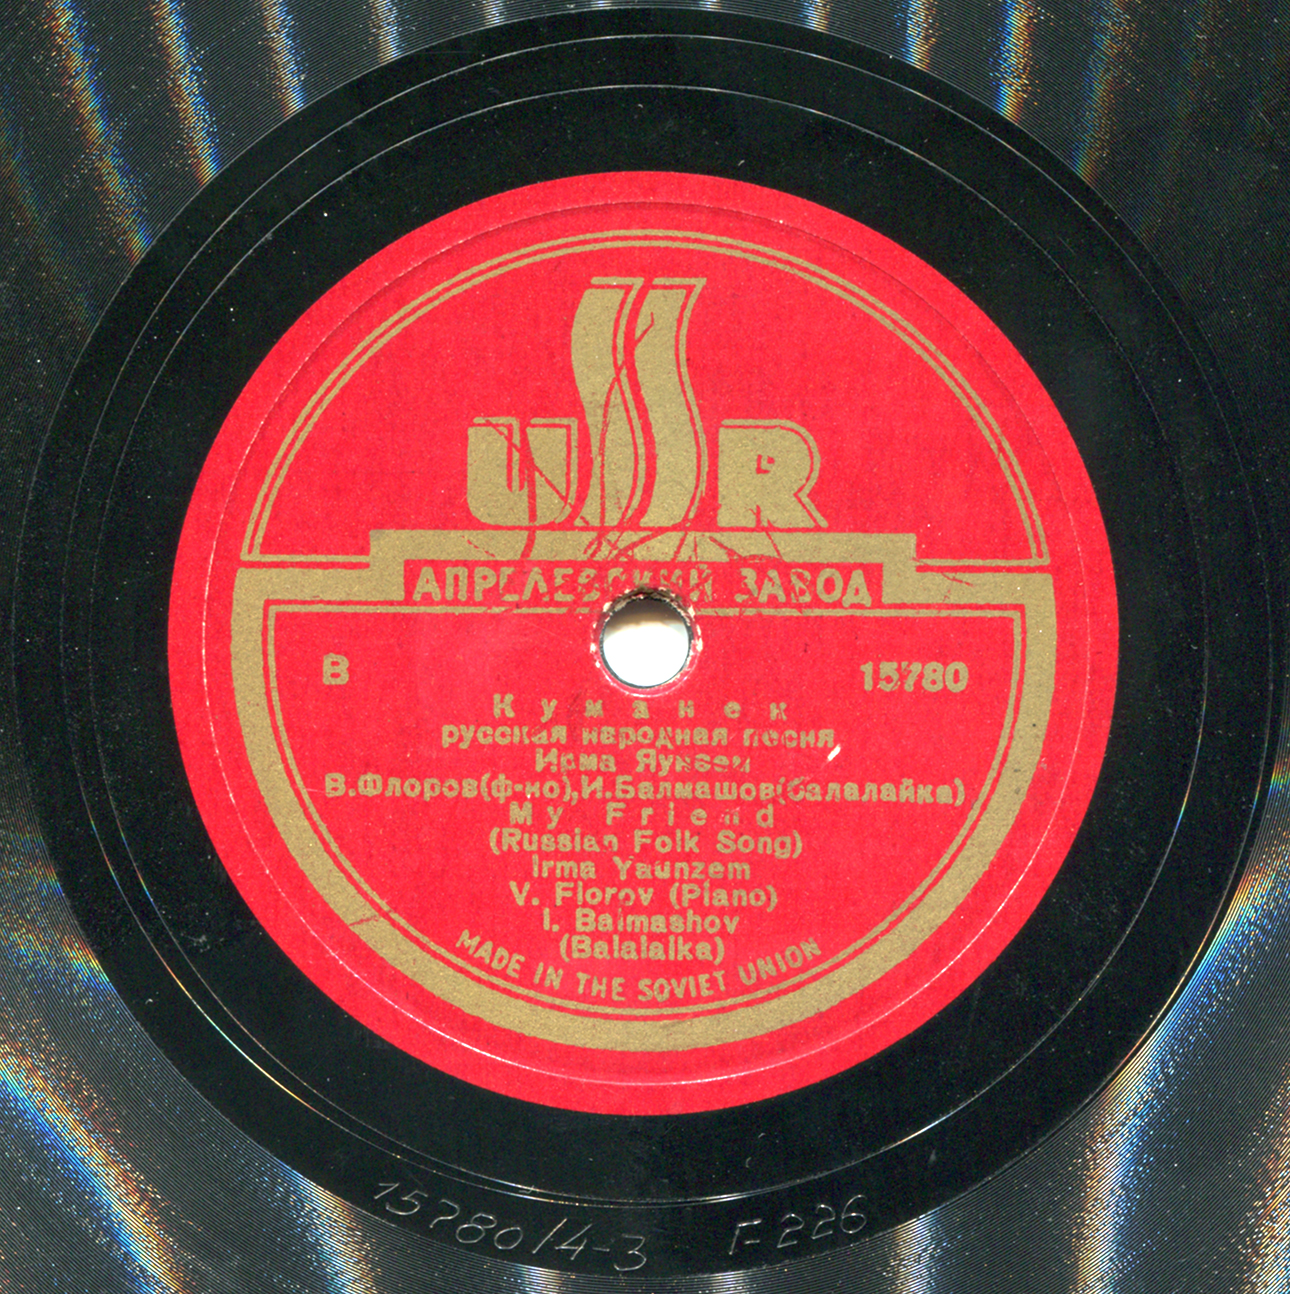 USSR
АПРЕЛЕВСКИЙ ЗАВОД
В 15780
Куманек
русская народная песня
Ирма Яунзем
В.Флоров(ф-но),И.Балмашов(балалайка)
My Friend
(Russian Folk Song)
Irma Yaunzem
V. Florov (Piano)
I. Balmashov
(Balalaika)
MADE IN THE SOVIET UNION
15780/4-3 F226